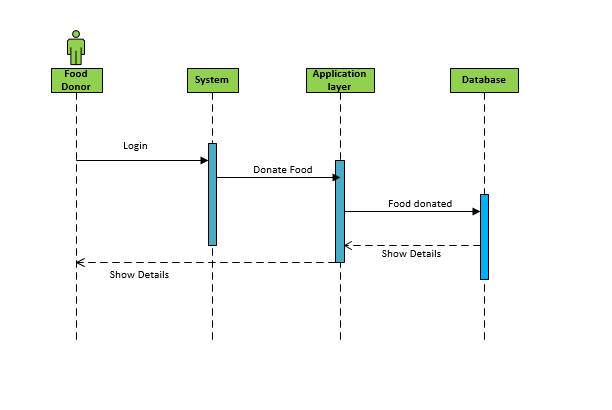 Food
Donor
System
Application
layer
Database
Login
Donate Food
Food donated
Show Details
Show Details